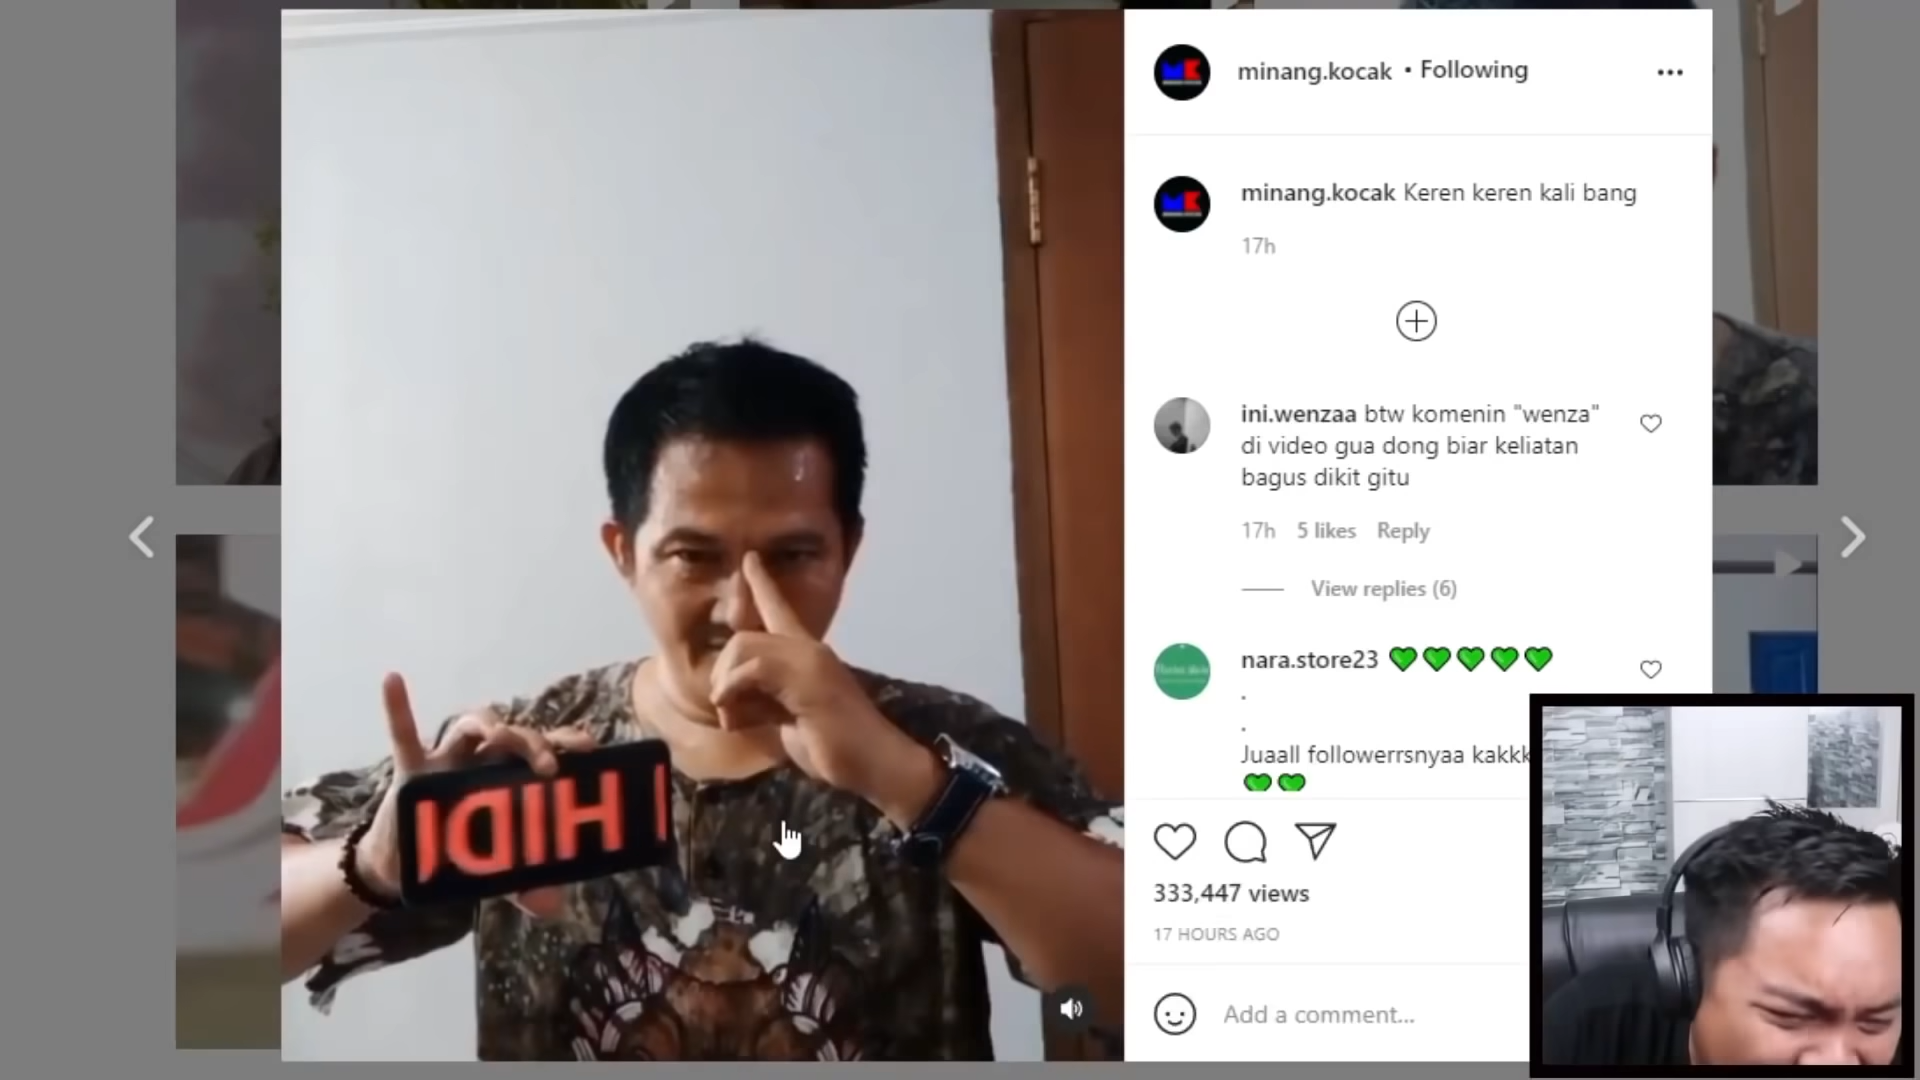 minang.kocak • Following
minang.kocak Keren keren kali bang
17h
ini.wenzaa btw komenin "wenza"
di video gua dong biar keliatan
bagus dikit gitu
17h 5 likes Reply
View replies (6)
nara.store23 💚💚💚💚💚
.
.
Juaall followerrsnyaa kakkk
💚💚
333,447 views
17 HOURS AGO
Add a comment...
HIDI